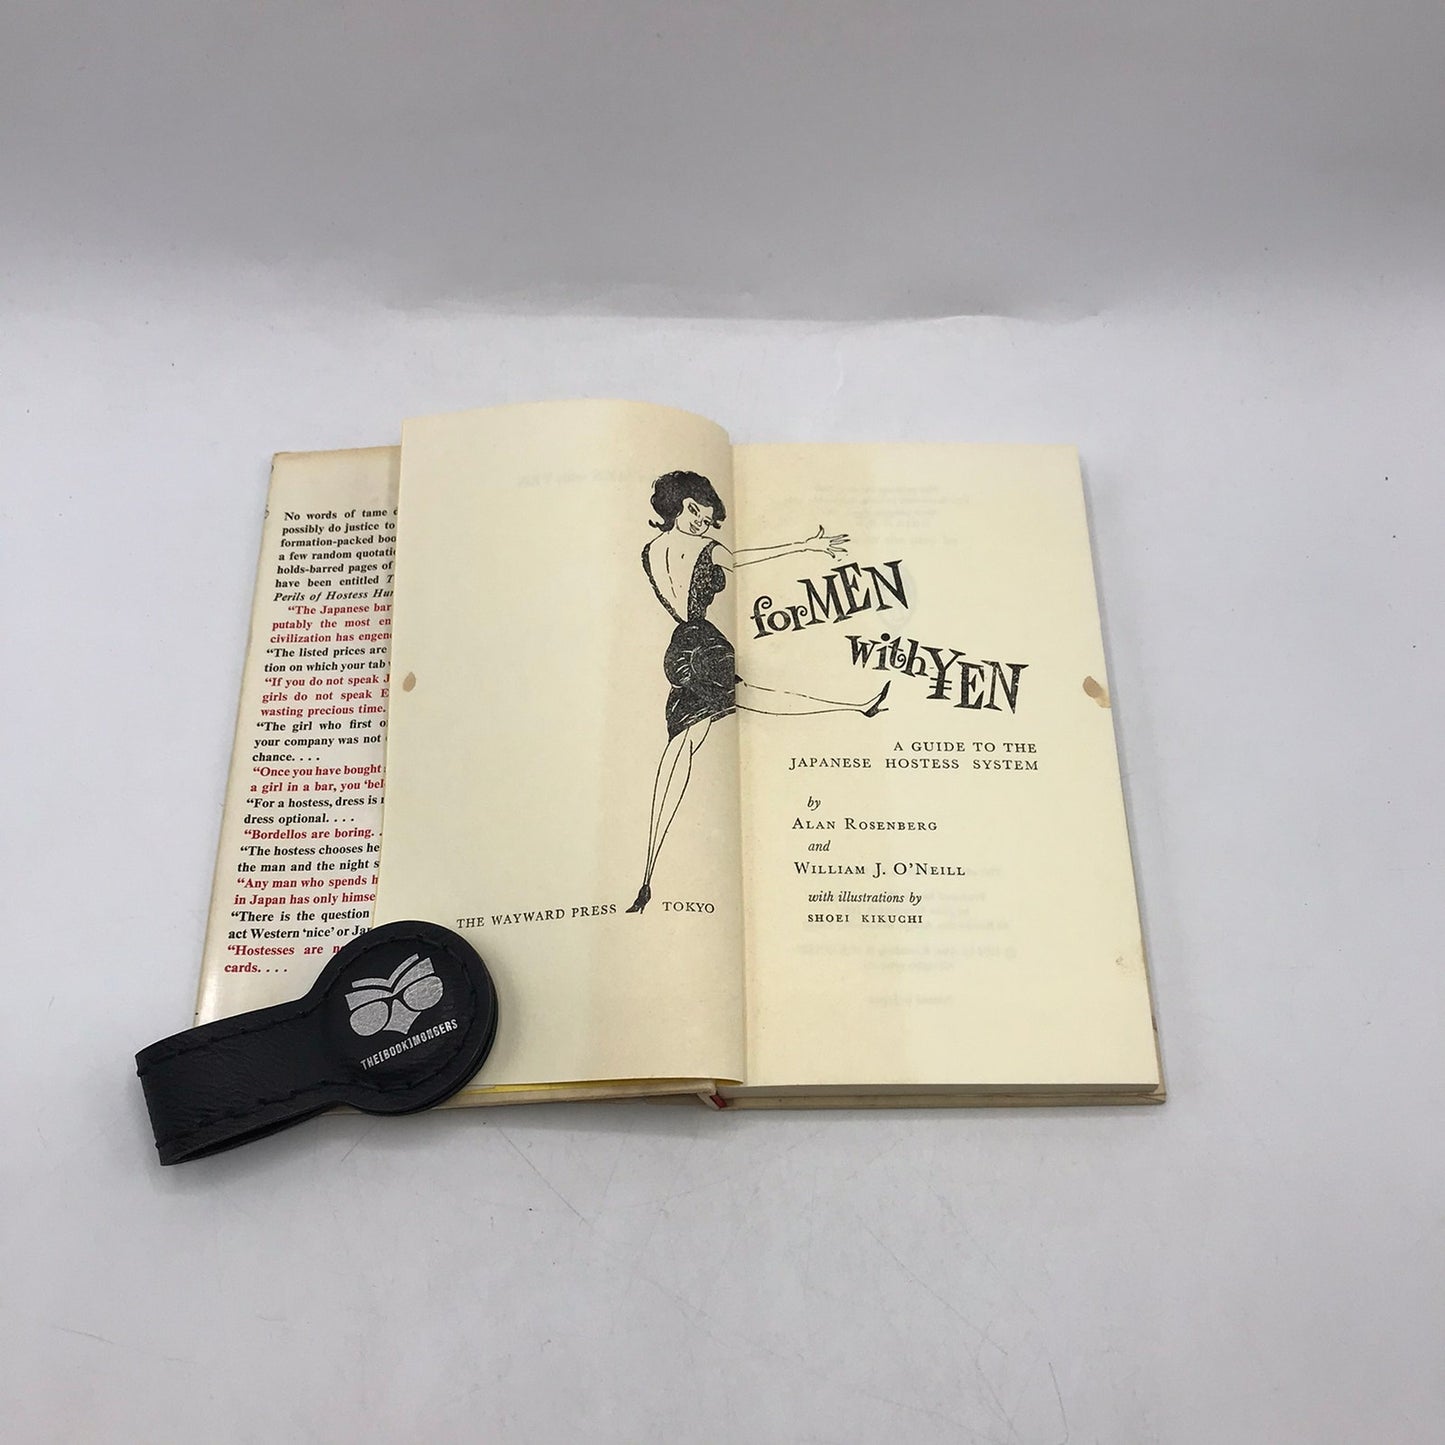 No words of tame
possibly do justice to
formation-packed boo
a few random quotati
holds-barred pages of
have been entitled T
Perils of Hostess Hu
“The Japanese bar
putably the most en
civilization has engen
“The listed prices are
tion on which your tab
“If you do not speak J
girls do not speak E
wasting precious time.
“The girl who first o
your company was not
chance. . . .
“Once you have bought
a girl in a bar, you ‘bel
“For a hostess, dress is
dress optional. . . .
“Bordellos are boring. .
“The hostess chooses he
the man and the night s
“Any man who spends h
in Japan has only himse
“There is the question
act Western ‘nice’ or Ja
“Hostesses are n
cards. . . .
THE WAYWARD PRESS TOKYO
for MEN
with ¥EN
A GUIDE TO THE
JAPANESE HOSTESS SYSTEM
by
ALAN ROSENBERG
and
WILLIAM J. O’NEILL
with illustrations by
SHOEI KIKUCHI
THE[BOOK]MONGERS